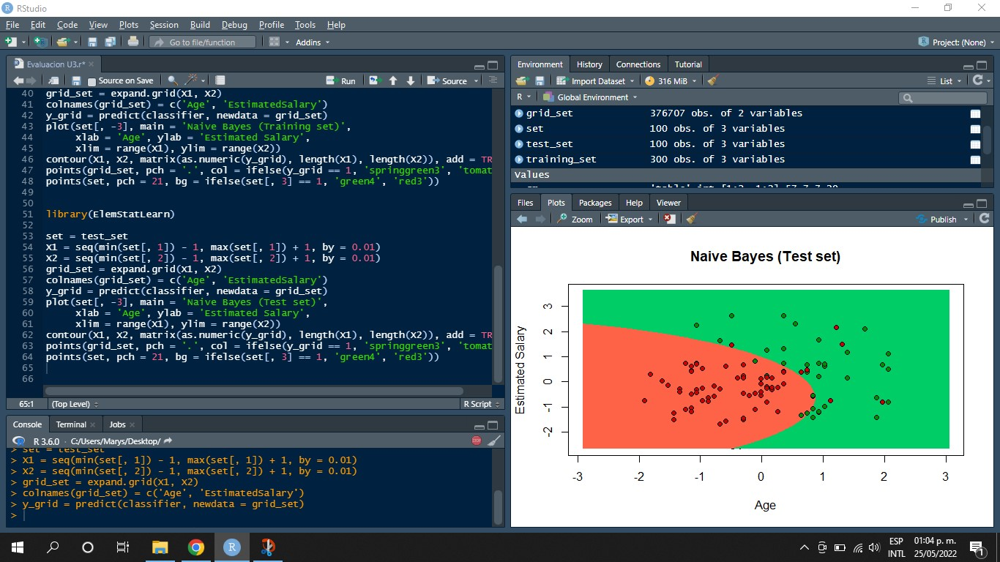 RStudio
File Edit Code View Plots Session Build Debug Profile Tools Help
Go to file/function Addins Project: (None)
Evaluacion U3.r*
Source on Save Run Source
40 grid_set = expand.grid(X1, X2)
41 colnames(grid_set) = c('Age', 'EstimatedSalary')
42 y_grid = predict(classifier, newdata = grid_set)
43 plot(set[, -3], main = 'Naive Bayes (Training set)',
44 xlab = 'Age', ylab = 'Estimated Salary',
45 xlim = range(X1), ylim = range(X2))
46 contour(X1, X2, matrix(as.numeric(y_grid), length(X1), length(X2)), add = TR
47 points(grid_set, pch = '.', col = ifelse(y_grid == 1, 'springgreen3', 'tomat
48 points(set, pch = 21, bg = ifelse(set[, 3] == 1, 'green4', 'red3'))
49
50
51 library(ElemStatLearn)
52
53 set = test_set
54 X1 = seq(min(set[, 1]) - 1, max(set[, 1]) + 1, by = 0.01)
55 X2 = seq(min(set[, 2]) - 1, max(set[, 2]) + 1, by = 0.01)
56 grid_set = expand.grid(X1, X2)
57 colnames(grid_set) = c('Age', 'EstimatedSalary')
58 y_grid = predict(classifier, newdata = grid_set)
59 plot(set[, -3], main = 'Naive Bayes (Test set)',
60 xlab = 'Age', ylab = 'Estimated Salary',
61 xlim = range(X1), ylim = range(X2))
62 contour(X1, X2, matrix(as.numeric(y_grid), length(X1), length(X2)), add = TR
63 points(grid_set, pch = '.', col = ifelse(y_grid == 1, 'springgreen3', 'tomat
64 points(set, pch = 21, bg = ifelse(set[, 3] == 1, 'green4', 'red3'))
65
66
65:1 (Top Level) R Script
Console Terminal Jobs
R 3.6.0 · C:/Users/Marys/Desktop/
> set = test_set
> X1 = seq(min(set[, 1]) - 1, max(set[, 1]) + 1, by = 0.01)
> X2 = seq(min(set[, 2]) - 1, max(set[, 2]) + 1, by = 0.01)
> grid_set = expand.grid(X1, X2)
> colnames(grid_set) = c('Age', 'EstimatedSalary')
> y_grid = predict(classifier, newdata = grid_set)
>
Environment History Connections Tutorial
Import Dataset 316 MiB List
R Global Environment
grid_set 376707 obs. of 2 variables
set 100 obs. of 3 variables
test_set 100 obs. of 3 variables
training_set 300 obs. of 3 variables
Values
Files Plots Packages Help Viewer
Zoom Export Publish
Naive Bayes (Test set)
Estimated Salary
3
2
1
0
-1
-2
-3 -2 -1 0 1 2 3
Age
ESP 01:04 p. m.
INTL 25/05/2022
1